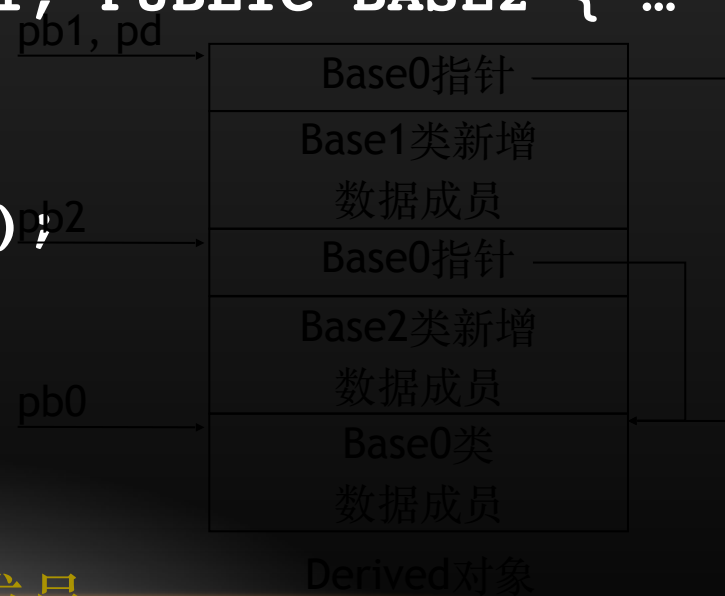 PUBLIC BASE2 { …
pb1, pd
Base0指针
Base1类新增
数据成员
pb2
);
Base0指针
Base2类新增
数据成员
pb0
Base0类
数据成员
Derived对象
员